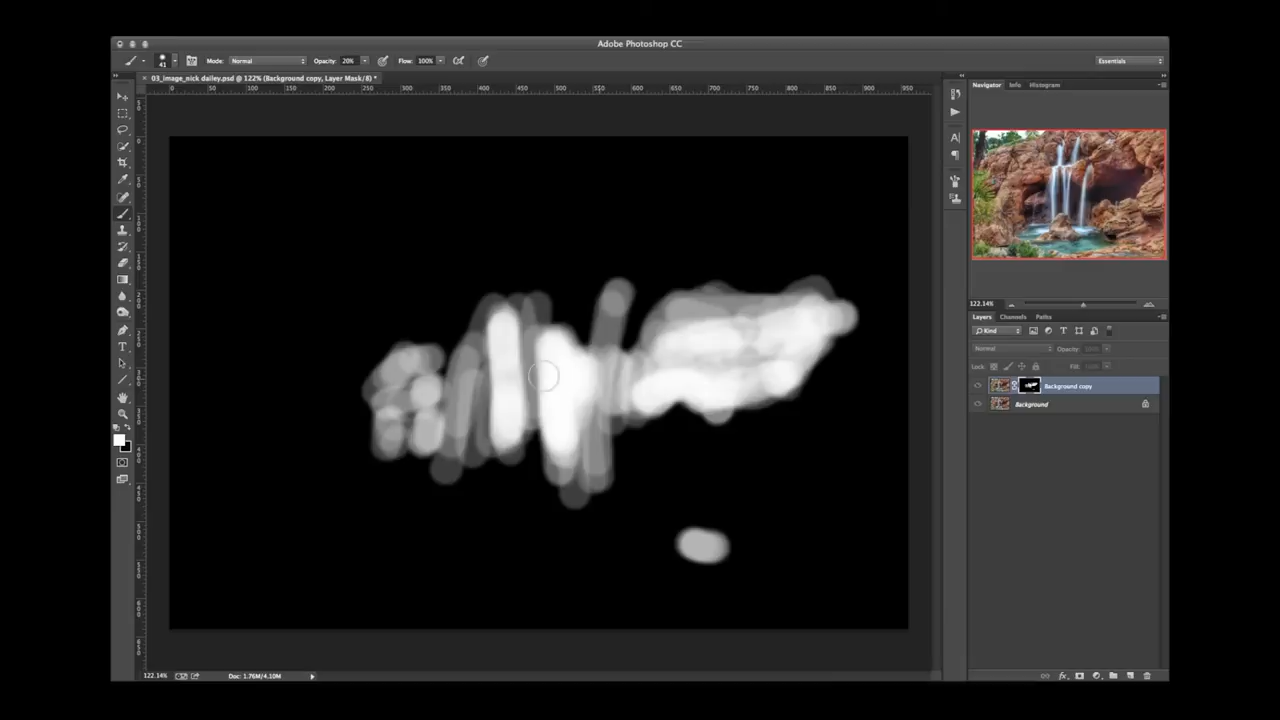 Adobe Photoshop CC
41
Mode: Normal Opacity: 20% Flow: 100% Essentials
03_image_nick dailey.psd @ 122% (Background copy, Layer Mask/8) *
0 50 100 150 200 250 300 350 400 450 500 550 600 650 700 750 800 850 900 950
Navigator Info Histogram
122.14%
Layers Channels Paths
Kind
Normal Opacity:
Lock: Fill:
Background copy
Background
122.14% Doc: 1.76M/4.10M